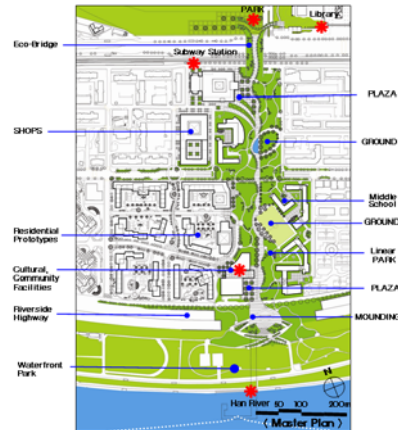 PARK
Library
Eco-Bridge
Subway Station
PLAZA
SHOPS
GROUND
Middle
School
GROUND
Residential
Prototypes
Linear
PARK
Cultural,
Community
Facilities
PLAZA
Riverside
Highway
MOUNDING
Waterfront
Park
N
Han River
50 100 200m
( Master Plan )